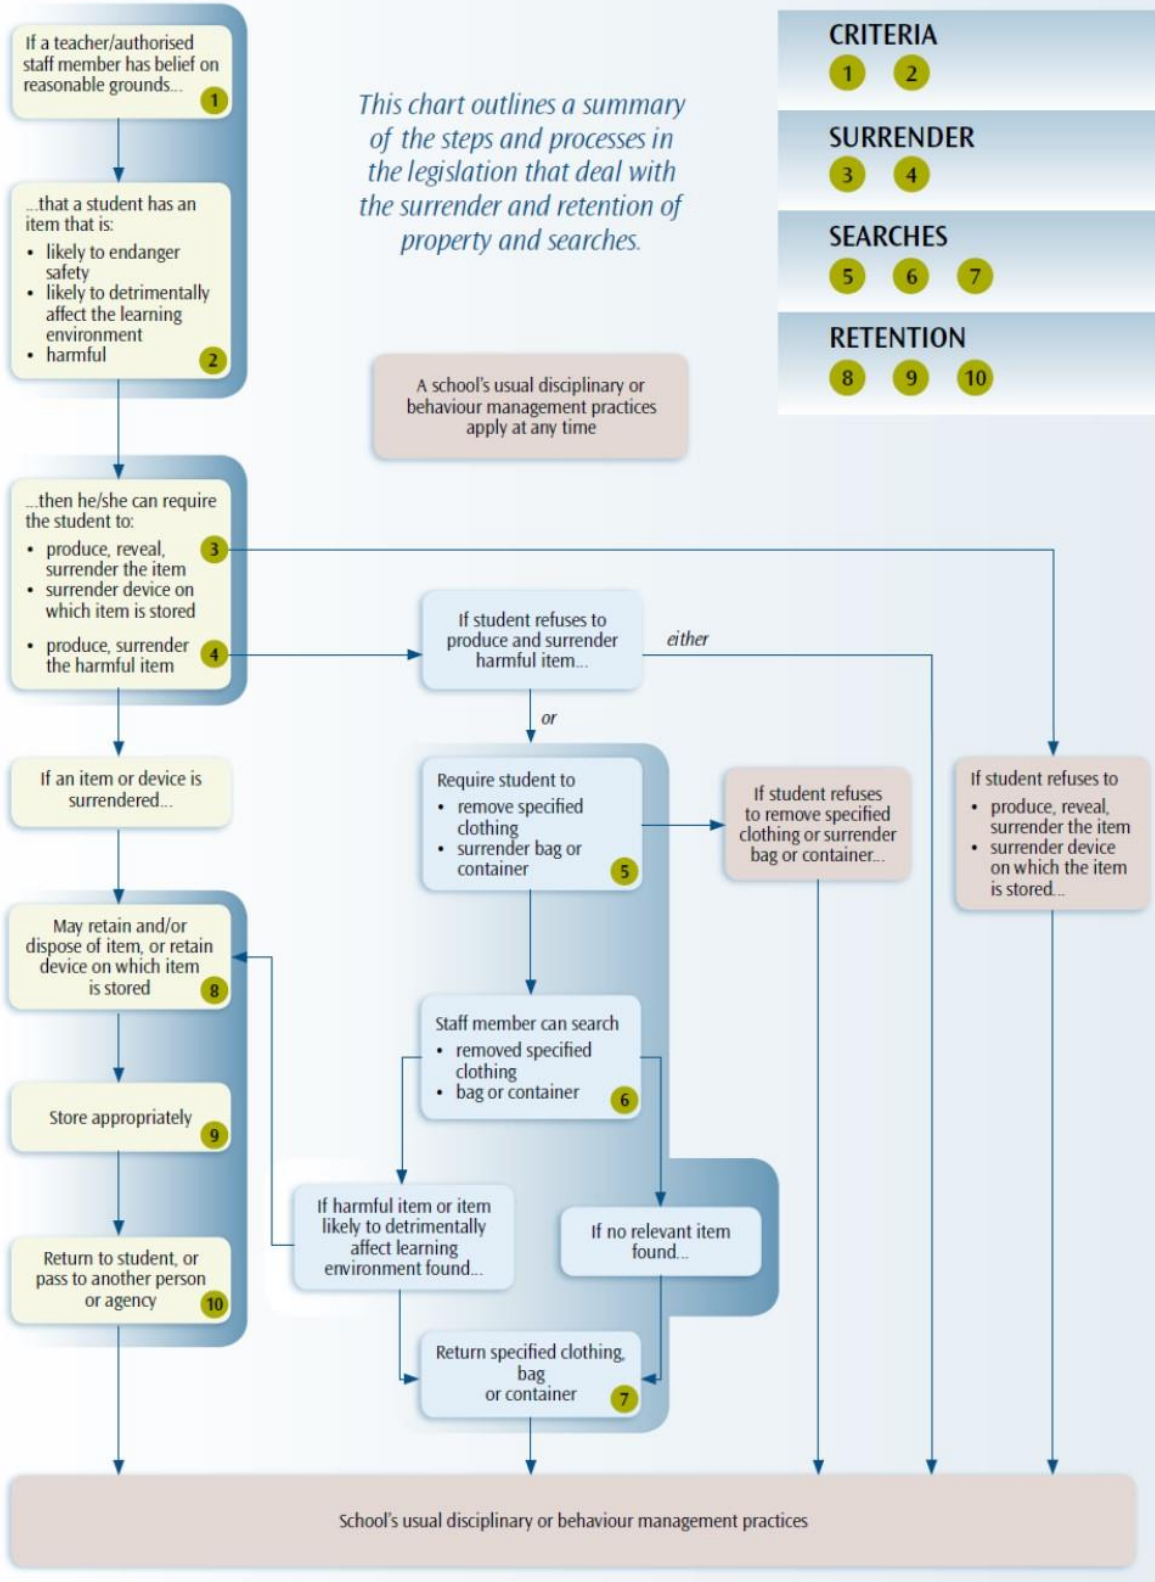 If a teacher/authorised
staff member has belief on
reasonable grounds...
1
...that a student has an
item that is:
• likely to endanger
safety
• likely to detrimentally
affect the learning
environment
• harmful
2
This chart outlines a summary
of the steps and processes in
the legislation that deal with
the surrender and retention of
property and searches.
A school's usual disciplinary or
behaviour management practices
apply at any time
CRITERIA
1 2
SURRENDER
3 4
SEARCHES
5 6 7
RETENTION
8 9 10
...then he/she can require
the student to:
• produce, reveal,
surrender the item
3
• surrender device on
which item is stored
• produce, surrender
the harmful item
4
If student refuses to
produce and surrender
harmful item...
either
or
If an item or device is
surrendered...
Require student to
• remove specified
clothing
• surrender bag or
container
5
If student refuses
to remove specified
clothing or surrender
bag or container...
If student refuses to
• produce, reveal,
surrender the item
• surrender device
on which the item
is stored...
May retain and/or
dispose of item, or retain
device on which item
is stored
8
Staff member can search
• removed specified
clothing
• bag or container
6
Store appropriately
9
If harmful item or item
likely to detrimentally
affect learning
environment found...
If no relevant item
found...
Return to student, or
pass to another person
or agency
10
Return specified clothing,
bag
or container
7
School's usual disciplinary or behaviour management practices